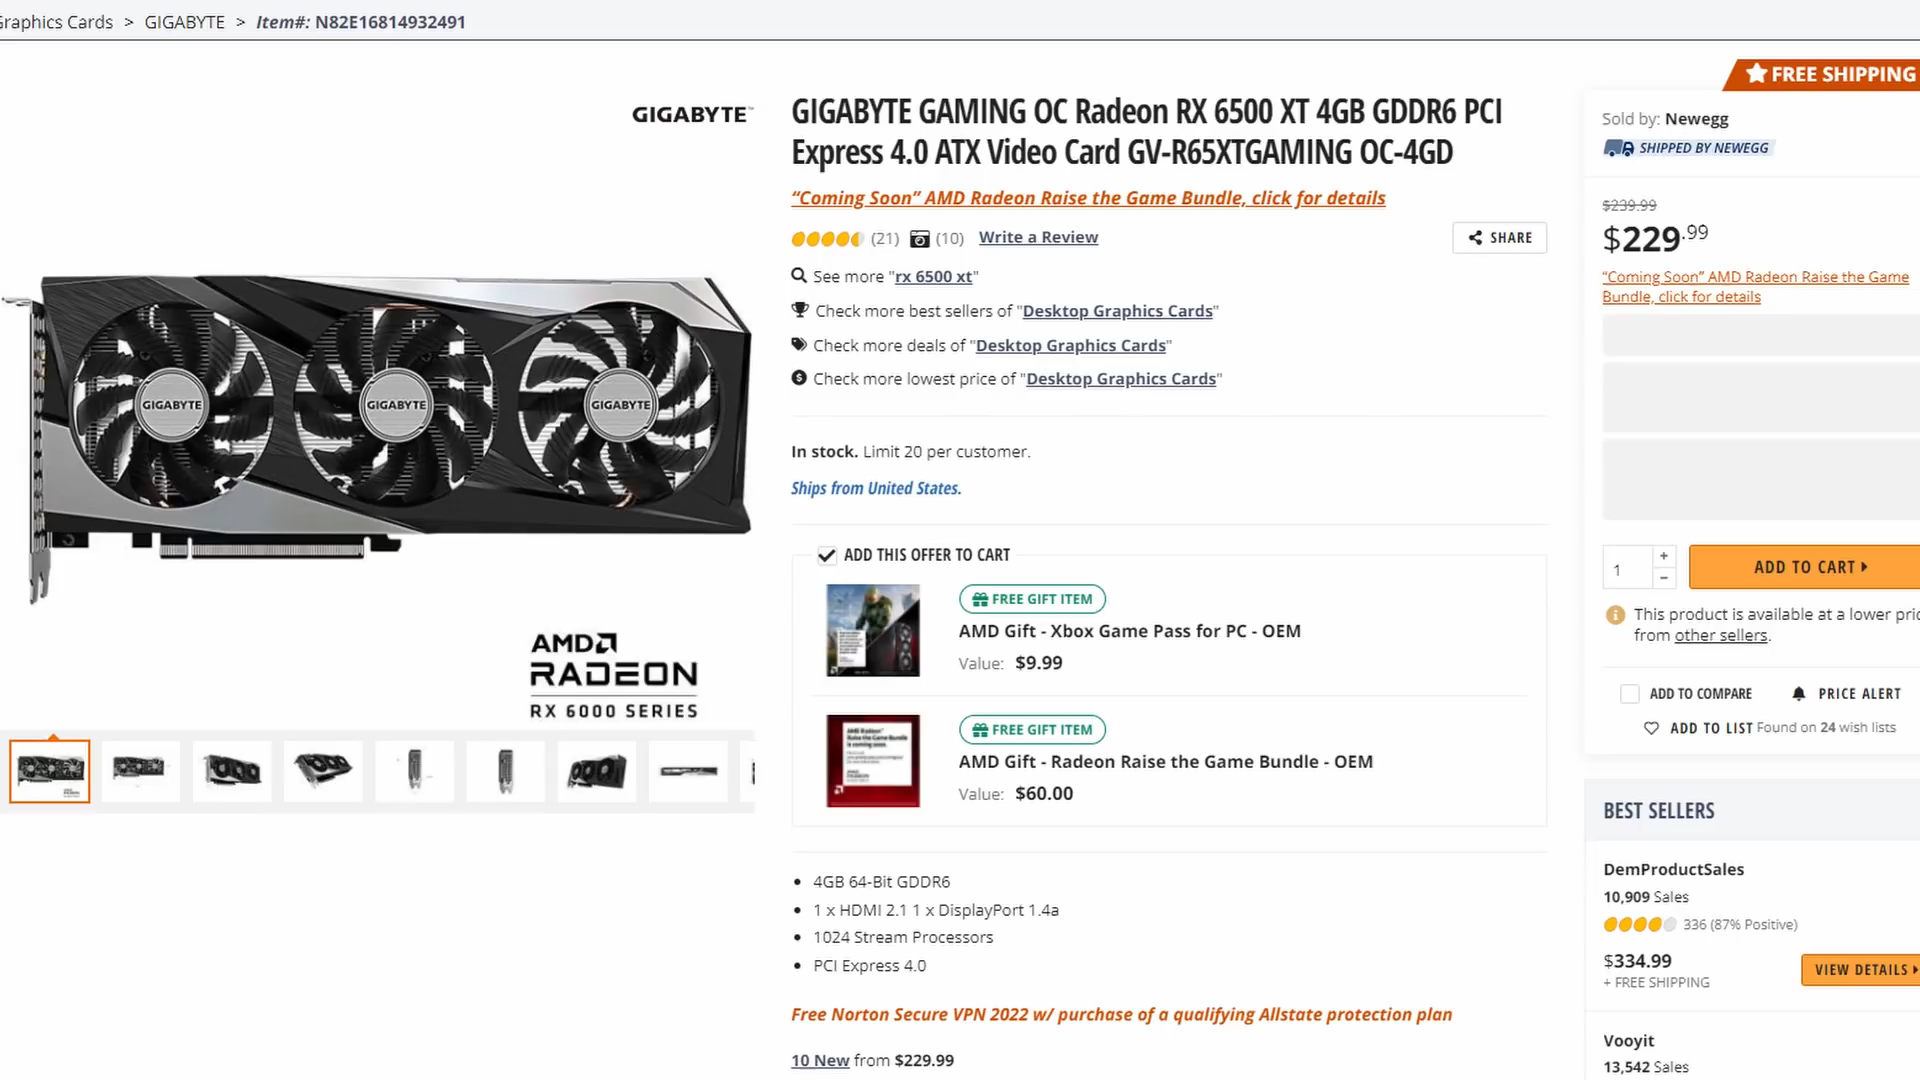 Graphics Cards > GIGABYTE > Item#: N82E16814932491
FREE SHIPPING
GIGABYTE™
GIGABYTE GAMING OC Radeon RX 6500 XT 4GB GDDR6 PCI
Express 4.0 ATX Video Card GV-R65XTGAMING OC-4GD
“Coming Soon” AMD Radeon Raise the Game Bundle, click for details
(21) (10) Write a Review
SHARE
See more "rx 6500 xt"
Check more best sellers of "Desktop Graphics Cards"
Check more deals of "Desktop Graphics Cards"
Check more lowest price of "Desktop Graphics Cards"
In stock. Limit 20 per customer.
Ships from United States.
GIGABYTE
GIGABYTE
GIGABYTE
AMD
RADEON
RX 6000 SERIES
ADD THIS OFFER TO CART
FREE GIFT ITEM
AMD Gift - Xbox Game Pass for PC - OEM
Value: $9.99
FREE GIFT ITEM
AMD Gift - Radeon Raise the Game Bundle - OEM
Value: $60.00
4GB 64-Bit GDDR6
1 x HDMI 2.1 1 x DisplayPort 1.4a
1024 Stream Processors
PCI Express 4.0
Free Norton Secure VPN 2022 w/ purchase of a qualifying Allstate protection plan
10 New from $229.99
Sold by: Newegg
SHIPPED BY NEWEGG
$239.99
$229.99
“Coming Soon” AMD Radeon Raise the Game
Bundle, click for details
1 + −
ADD TO CART
This product is available at a lower pric
from other sellers.
ADD TO COMPARE PRICE ALERT
ADD TO LIST Found on 24 wish lists
BEST SELLERS
DemProductSales
10,909 Sales
336 (87% Positive)
$334.99
+ FREE SHIPPING
VIEW DETAILS
Vooyit
13,542 Sales